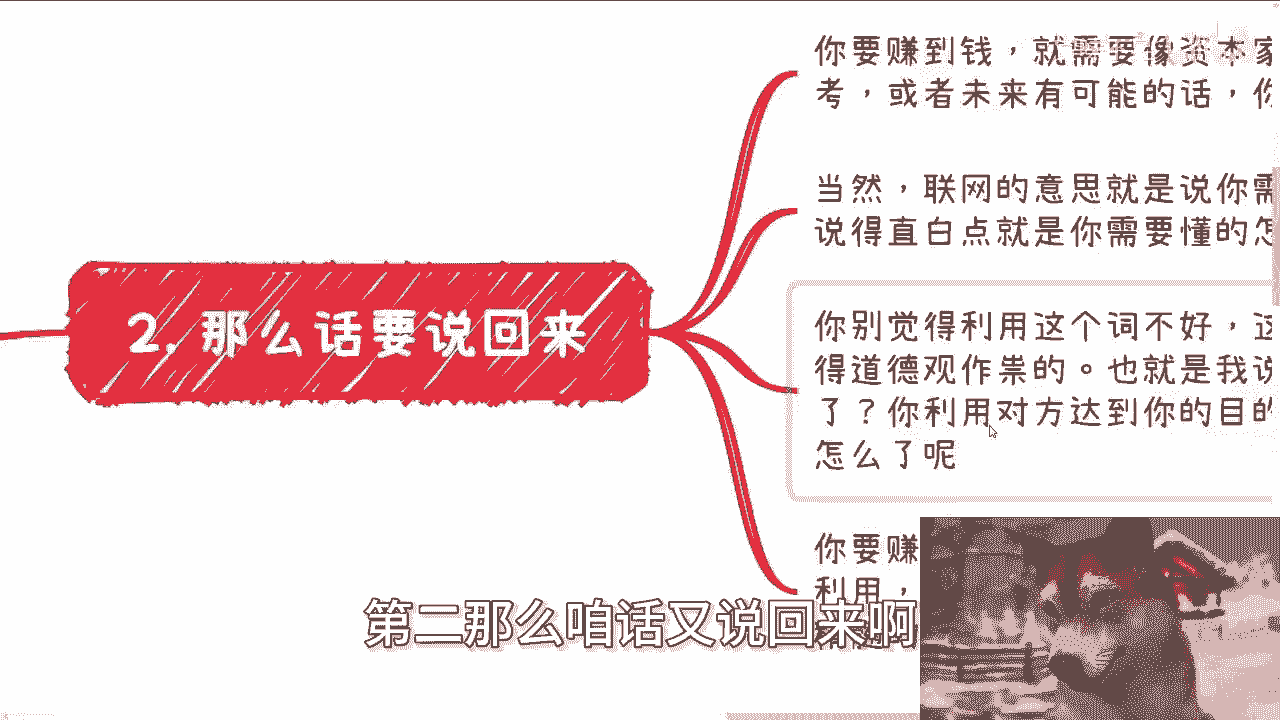 你要赚到钱，就需要像资本家
考，或者未来有可能的话，你
当然，联网的意思就是说你需
说得直白点就是你需要懂的怎
2. 那么话要说回来
你别觉得利用这个词不好，这
得道德观作祟的。也就是我说
了？你利用对方达到你的目的
怎么了呢
你要赚
利用，
第二那么咱话又说回来啊